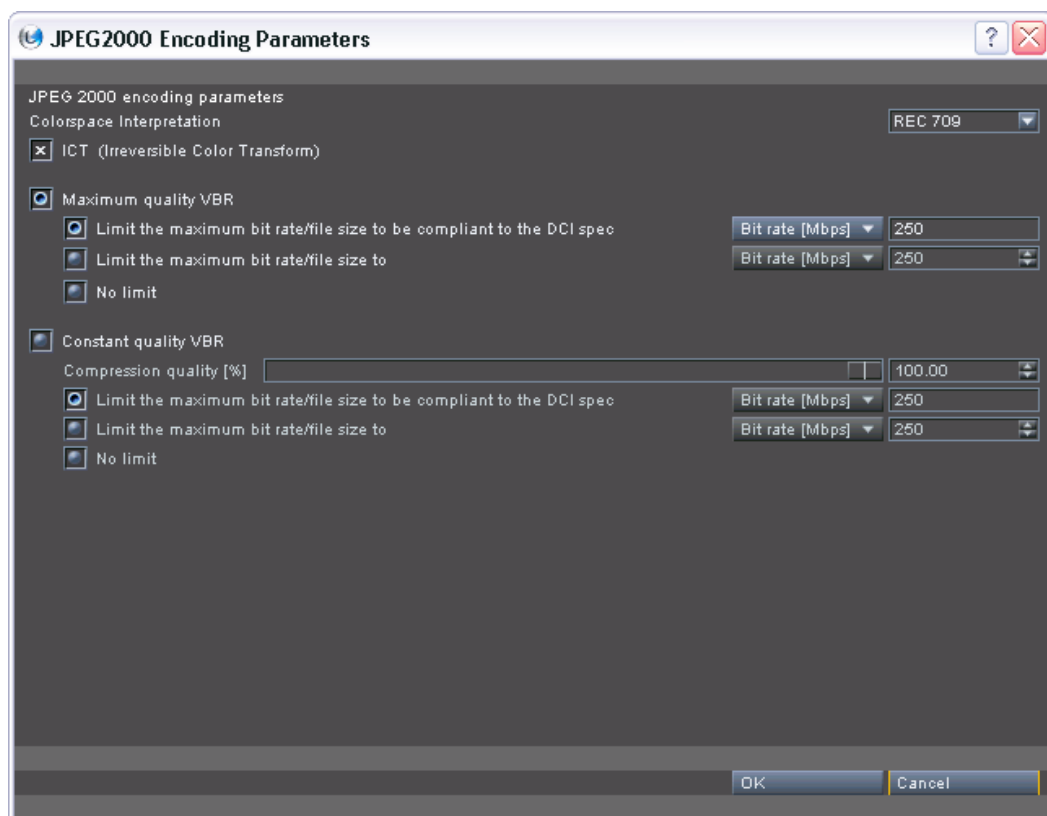 JPEG2000 Encoding Parameters
?
JPEG 2000 encoding parameters
Colorspace Interpretation REC 709
ICT (Irreversible Color Transform)
Maximum quality VBR
Limit the maximum bit rate/file size to be compliant to the DCI spec Bit rate [Mbps] 250
Limit the maximum bit rate/file size to Bit rate [Mbps] 250
No limit
Constant quality VBR
Compression quality [%] 100.00
Limit the maximum bit rate/file size to be compliant to the DCI spec Bit rate [Mbps] 250
Limit the maximum bit rate/file size to Bit rate [Mbps] 250
No limit
OK Cancel